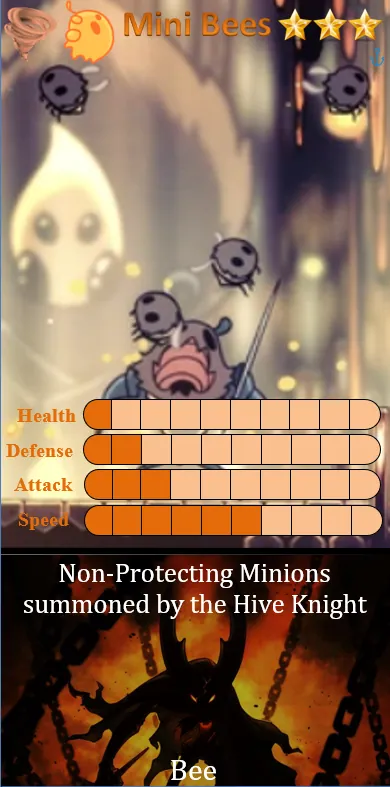 Mini Bees
Health
Defense
Attack
Speed
Non-Protecting Minions
summoned by the Hive Knight
Bee